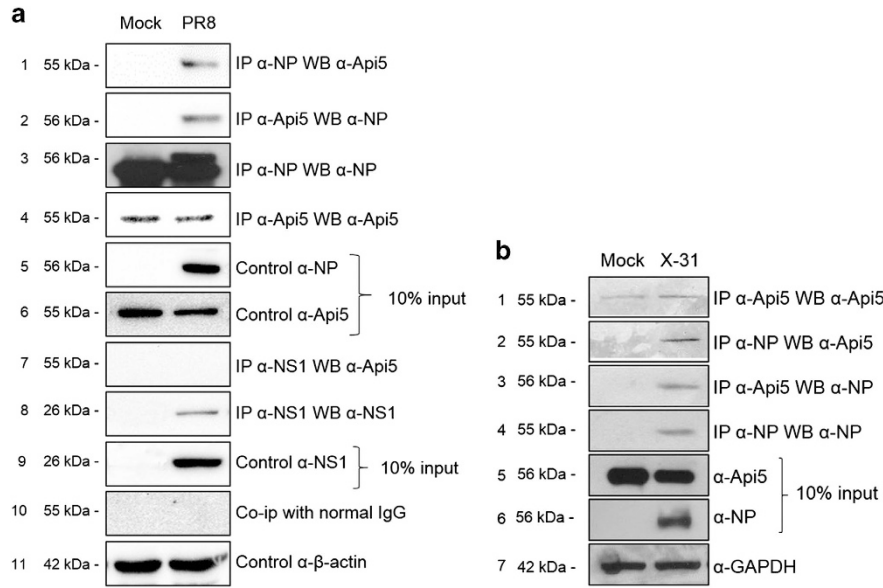 a
Mock PR8
1 55 kDa - IP α-NP WB α-Api5
2 56 kDa - IP α-Api5 WB α-NP
3 56 kDa - IP α-NP WB α-NP
4 55 kDa - IP α-Api5 WB α-Api5
5 56 kDa - Control α-NP
10% input
6 55 kDa - Control α-Api5
7 55 kDa - IP α-NS1 WB α-Api5
8 26 kDa - IP α-NS1 WB α-NS1
9 26 kDa - Control α-NS1 10% input
10 55 kDa - Co-ip with normal IgG
11 42 kDa - Control α-β-actin
b
Mock X-31
1 55 kDa - IP α-Api5 WB α-Api5
2 55 kDa - IP α-NP WB α-Api5
3 56 kDa - IP α-Api5 WB α-NP
4 55 kDa - IP α-NP WB α-NP
5 56 kDa - α-Api5
10% input
6 56 kDa - α-NP
7 42 kDa - α-GAPDH